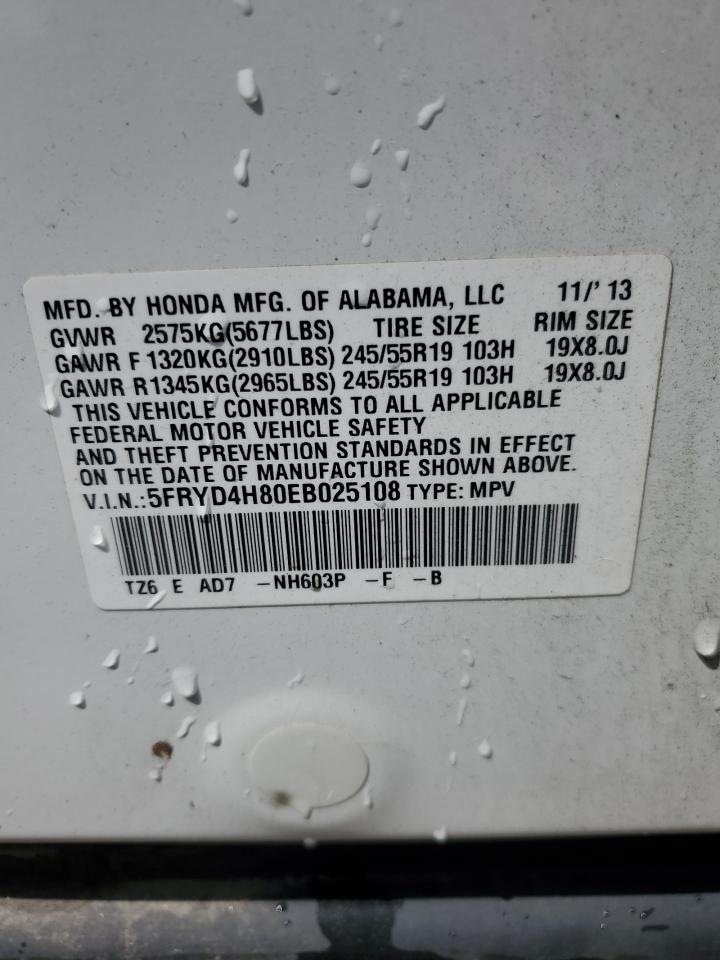 MFD. BY HONDA MFG. OF ALABAMA, LLC 11/'13
GVWR 2575KG(5677LBS) TIRE SIZE RIM SIZE
GAWR F 1320KG(2910LBS) 245/55R19 103H 19X8.0J
GAWR R1345KG(2965LBS) 245/55R19 103H 19X8.0J
THIS VEHICLE CONFORMS TO ALL APPLICABLE
FEDERAL MOTOR VEHICLE SAFETY
AND THEFT PREVENTION STANDARDS IN EFFECT
ON THE DATE OF MANUFACTURE SHOWN ABOVE.
V.I.N.:5FRYD4H80EB025108 TYPE: MPV
TZ6 E AD7 -NH603P -F -B